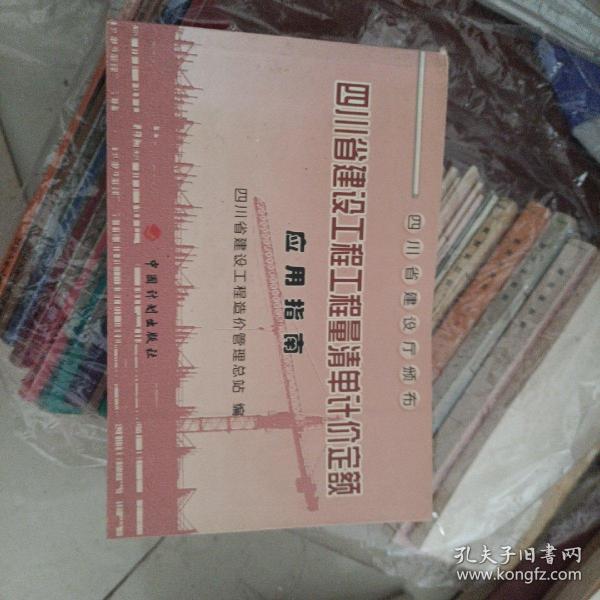 四川省建设厅颁布
四川省建设工程工程量清单计价定额
应用指南
四川省建设工程造价管理总站 编
中国计划出版社
孔夫子旧书网
www.kongfz.com